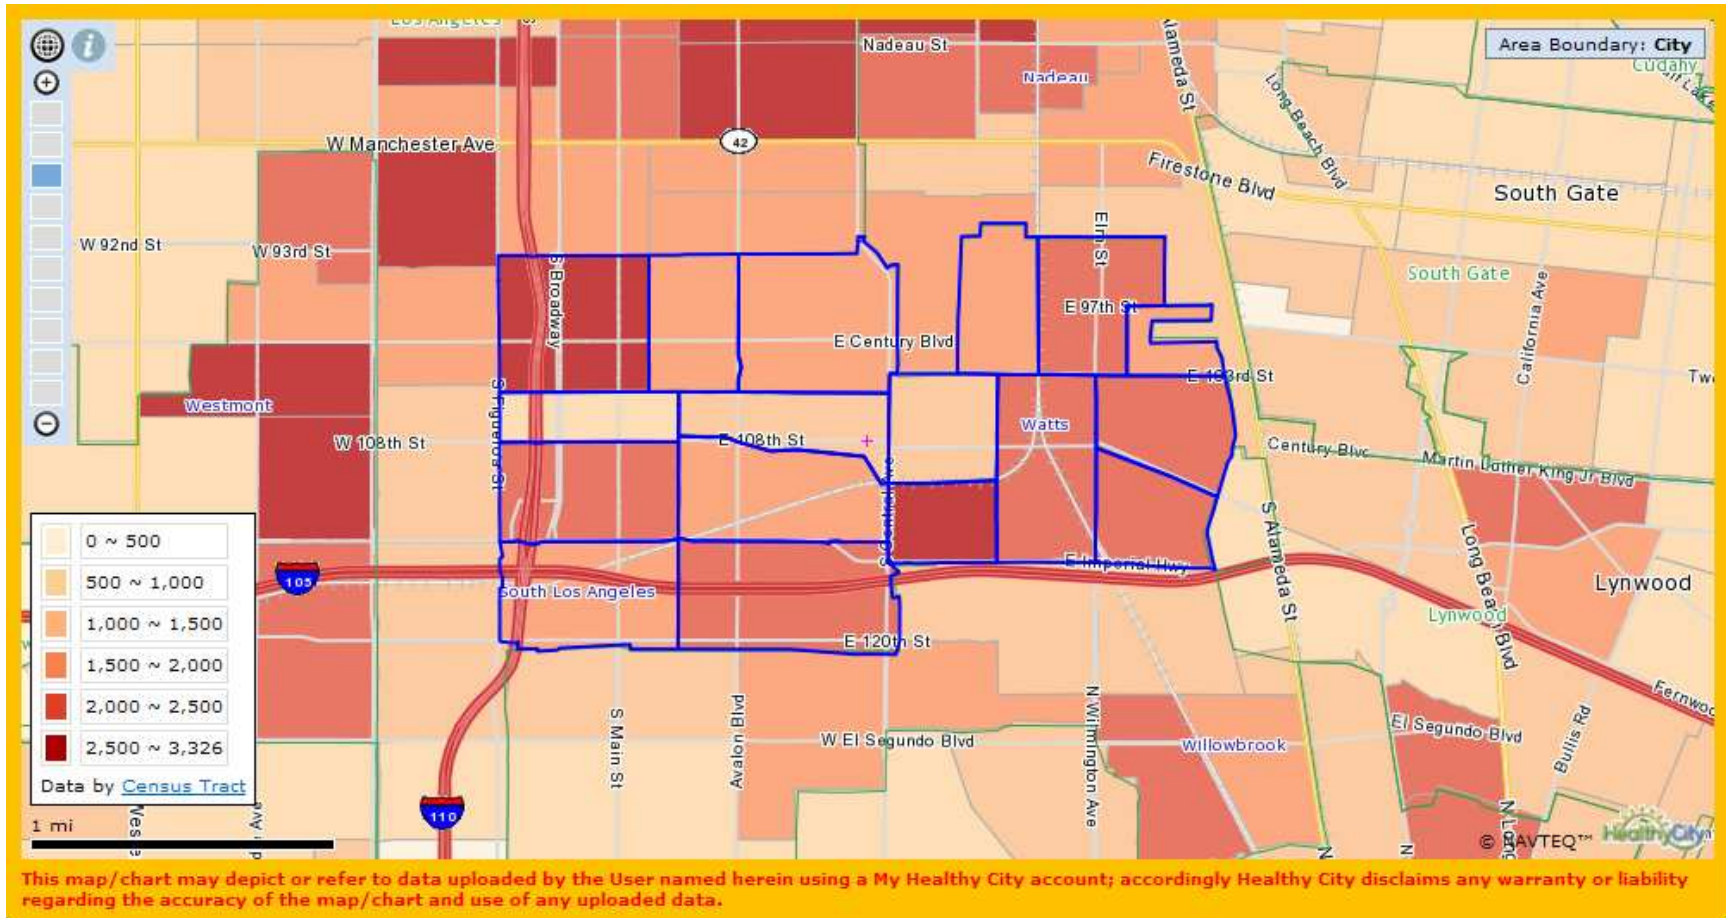 Los Angeles
Nadeau St
Area Boundary: City
Cudahy
Nadeau
Alameda St
Long Beach Blvd
W Manchester Ave
42
Firestone Blvd
South Gate
W 92nd St
W 93rd St
S Broadway
Elm St
South Gate
California Ave
E 97th St
E Century Blvd
E 103rd St
Westmont
S Figueroa St
W 108th St
E 108th St
Watts
Century Blvd
Martin Luther King Jr Blvd
S Central Ave
S Alameda St
Long Beach Blvd
0 ~ 500
500 ~ 1,000
1,000 ~ 1,500
1,500 ~ 2,000
2,000 ~ 2,500
2,500 ~ 3,326
Data by Census Tract
105
E Imperial Hwy
South Los Angeles
Lynwood
Lynwood
E 120th St
S Main St
Avalon Blvd
N Wilmington Ave
W El Segundo Blvd
Willowbrook
El Segundo Blvd
Bullis Rd
110
1 mi
© NAVTEQ™
HealthyCity
This map/chart may depict or refer to data uploaded by the User named herein using a My Healthy City account; accordingly Healthy City disclaims any warranty or liability
regarding the accuracy of the map/chart and use of any uploaded data.